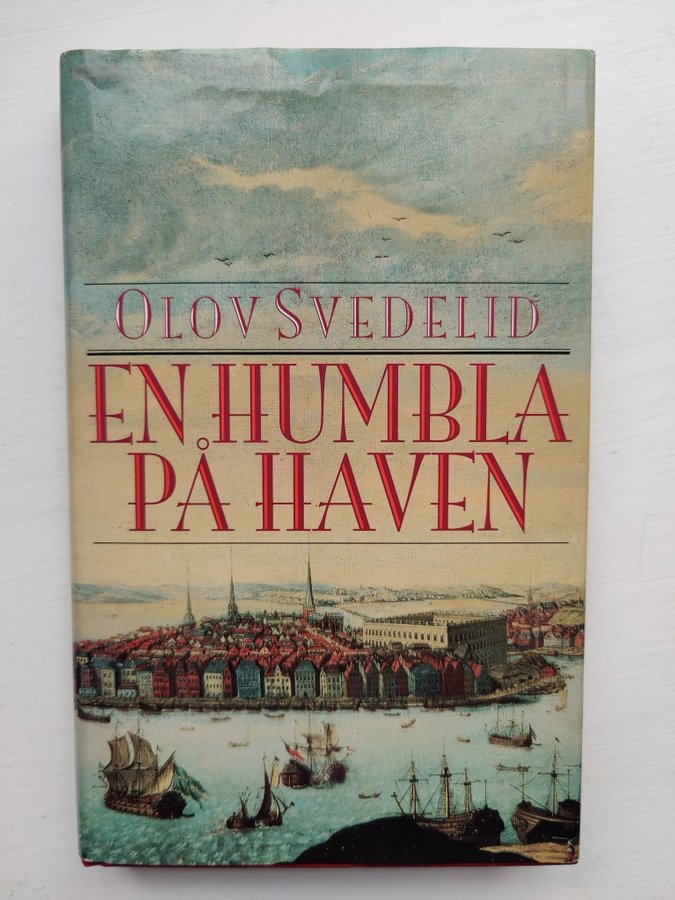 OLOV SVEDELID
EN HUMBLA
PÅ HAVEN